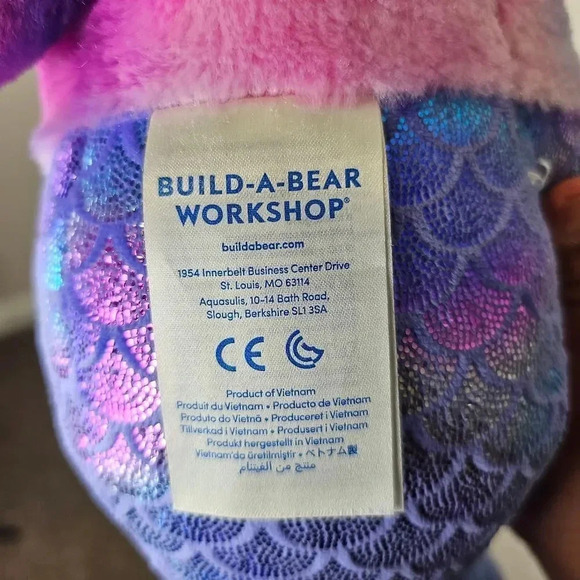 BUILD-A-BEAR
WORKSHOP®
buildabear.com
1954 Innerbelt Business Center Drive
St. Louis, MO 63114
Aquasulis, 10-14 Bath Road,
Slough, Berkshire SL1 3SA
CE
Product of Vietnam
Produit du Vietnam • Producto de Vietnam
Produto do Vietnã • Produceret i Vietnam
Tillverkad i Vietnam • Produsert i Vietnam
Produkt hergestellt in Vietnam
Vietnam'da üretilmiştir • ベトナム製
منتج من الفيتنام